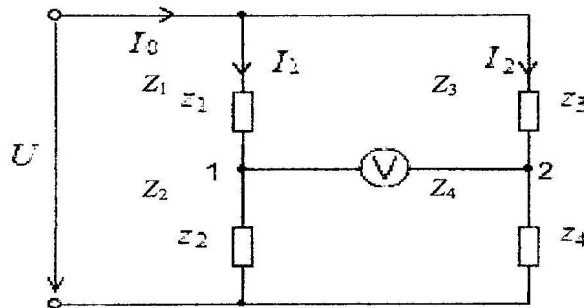 I₀ I₁ I₂
Z₁ Z₃
z₁ z₃
U
1 V 2
Z₂ Z₄
z₂ z₄